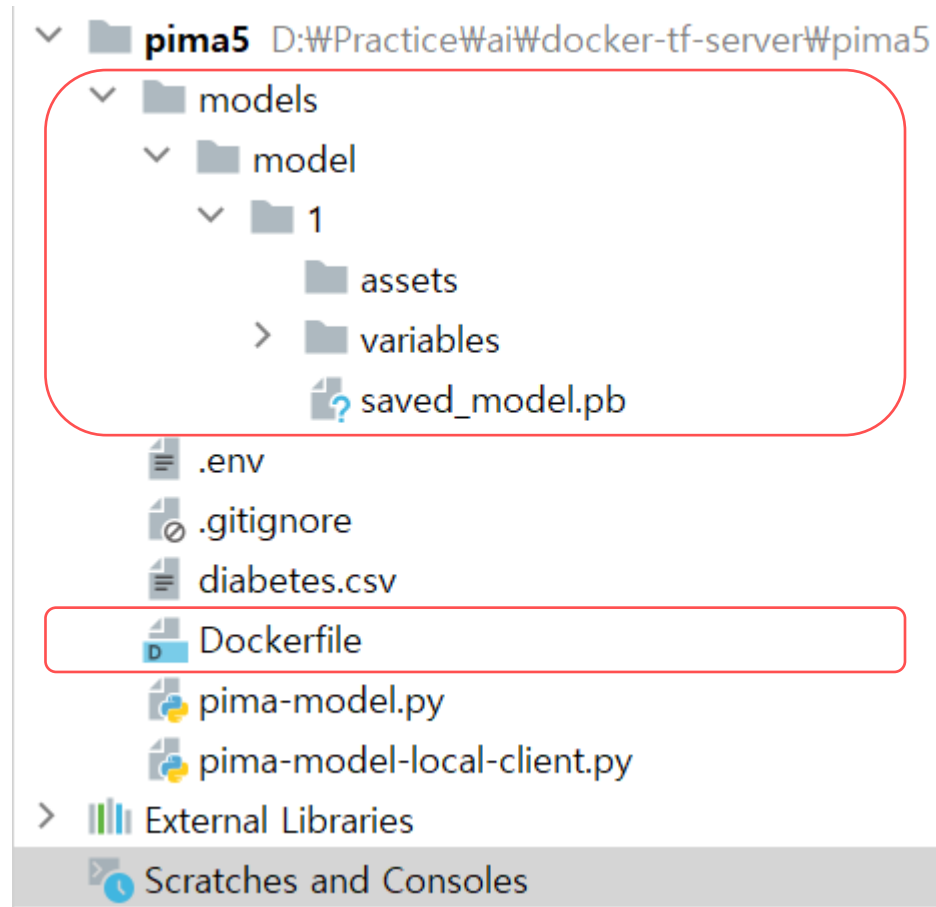 pima5 D:₩Practice₩ai₩docker-tf-server₩pima5
models
model
1
assets
variables
saved_model.pb
.env
.gitignore
diabetes.csv
Dockerfile
pima-model.py
pima-model-local-client.py
External Libraries
Scratches and Consoles